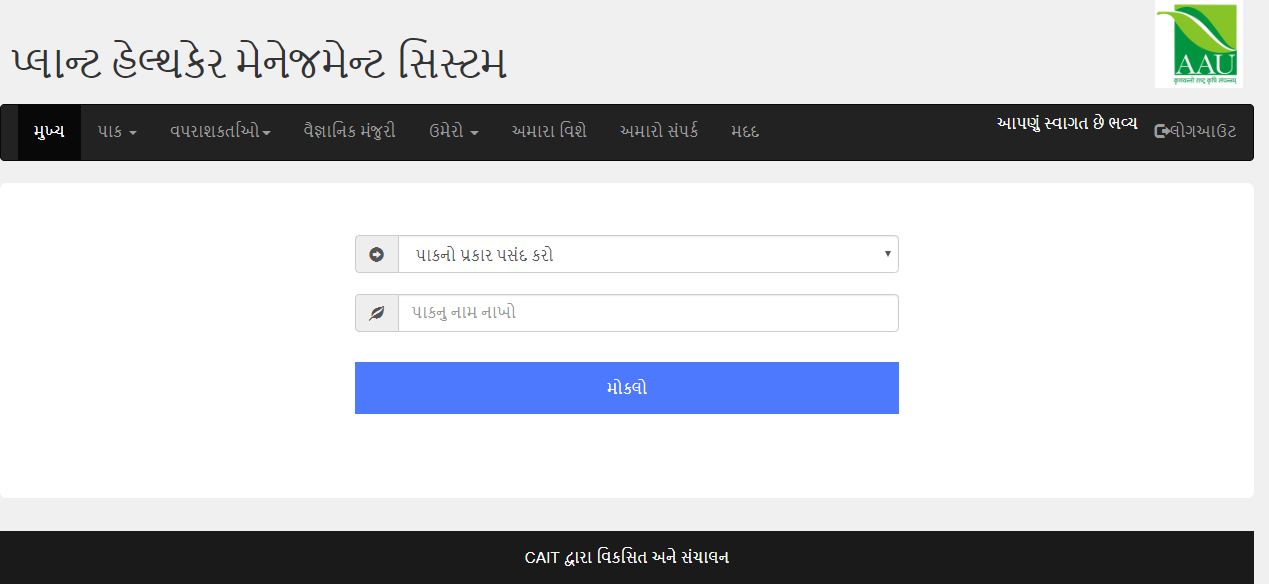 પ્લાન્ટ હેલ્થકેર મેનેજમેન્ટ સિસ્ટમ
AAU
મુખ્ય પાક વપરાશકર્તાઓ વૈજ્ઞાનિક મંજુરી ઉમેરો અમારા વિશે અમારો સંપર્ક મદદ આપણું સ્વાગત છે ભવ્ય લોગઆઉટ
પાકનો પ્રકાર પસંદ કરો
પાકનુ નામ નાખો
મોકલો
CAIT દ્વારા વિકસિત અને સંચાલન